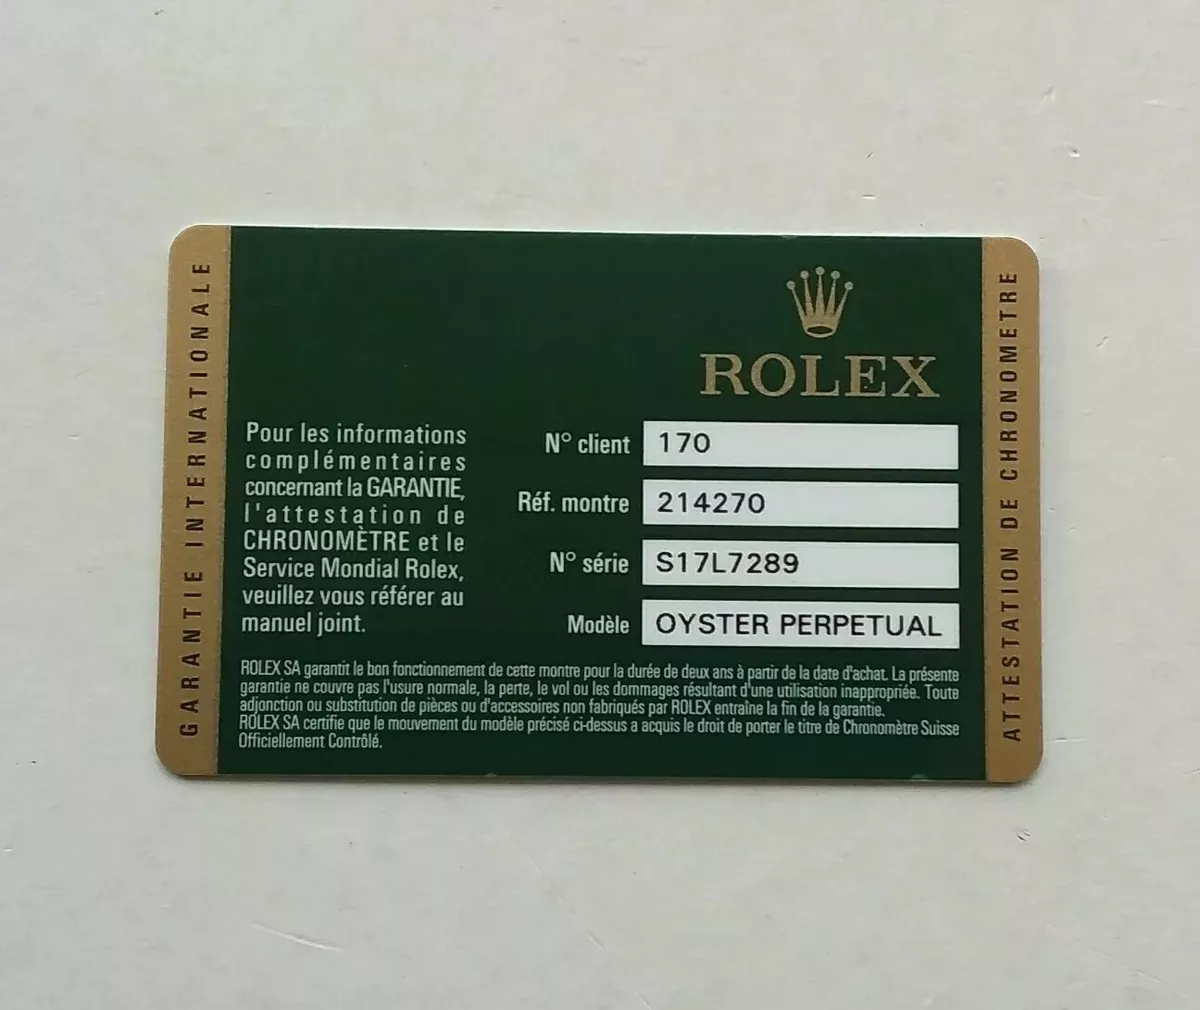 GARANTIE INTERNATIONALE
ROLEX
Pour les informations
complémentaires
concernant la GARANTIE,
l'attestation de
CHRONOMÈTRE et le
Service Mondial Rolex,
veuillez vous référer au
manuel joint.
N° client 170
Réf. montre 214270
N° série S17L7289
Modèle OYSTER PERPETUAL
ROLEX SA garantit le bon fonctionnement de cette montre pour la durée de deux ans à partir de la date d'achat. La présente
garantie ne couvre pas l'usure normale, la perte, le vol ou les dommages résultant d'une utilisation inappropriée. Toute
adjonction ou substitution de pièces ou d'accessoires non fabriqués par ROLEX entraîne la fin de la garantie.
ROLEX SA certifie que le mouvement du modèle précisé ci-dessus a acquis le droit de porter le titre de Chronomètre Suisse
Officiellement Contrôlé.
ATTESTATION DE CHRONOMETRE